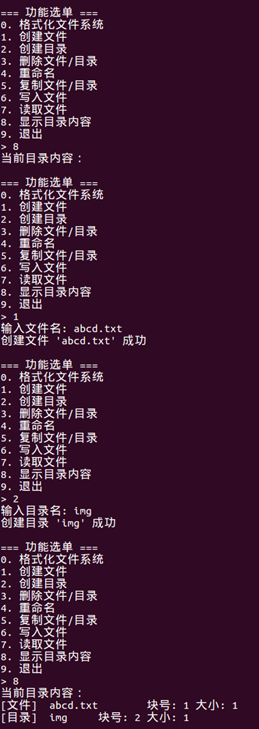 === 功能选单 ===
0. 格式化文件系统
1. 创建文件
2. 创建目录
3. 删除文件/目录
4. 重命名
5. 复制文件/目录
6. 写入文件
7. 读取文件
8. 显示目录内容
9. 退出
> 8
当前目录内容：

=== 功能选单 ===
0. 格式化文件系统
1. 创建文件
2. 创建目录
3. 删除文件/目录
4. 重命名
5. 复制文件/目录
6. 写入文件
7. 读取文件
8. 显示目录内容
9. 退出
> 1
输入文件名: abcd.txt
创建文件 'abcd.txt' 成功

=== 功能选单 ===
0. 格式化文件系统
1. 创建文件
2. 创建目录
3. 删除文件/目录
4. 重命名
5. 复制文件/目录
6. 写入文件
7. 读取文件
8. 显示目录内容
9. 退出
> 2
输入目录名: img
创建目录 'img' 成功

=== 功能选单 ===
0. 格式化文件系统
1. 创建文件
2. 创建目录
3. 删除文件/目录
4. 重命名
5. 复制文件/目录
6. 写入文件
7. 读取文件
8. 显示目录内容
9. 退出
> 8
当前目录内容：
[文件] abcd.txt 块号: 1 大小: 1
[目录] img 块号: 2 大小: 1